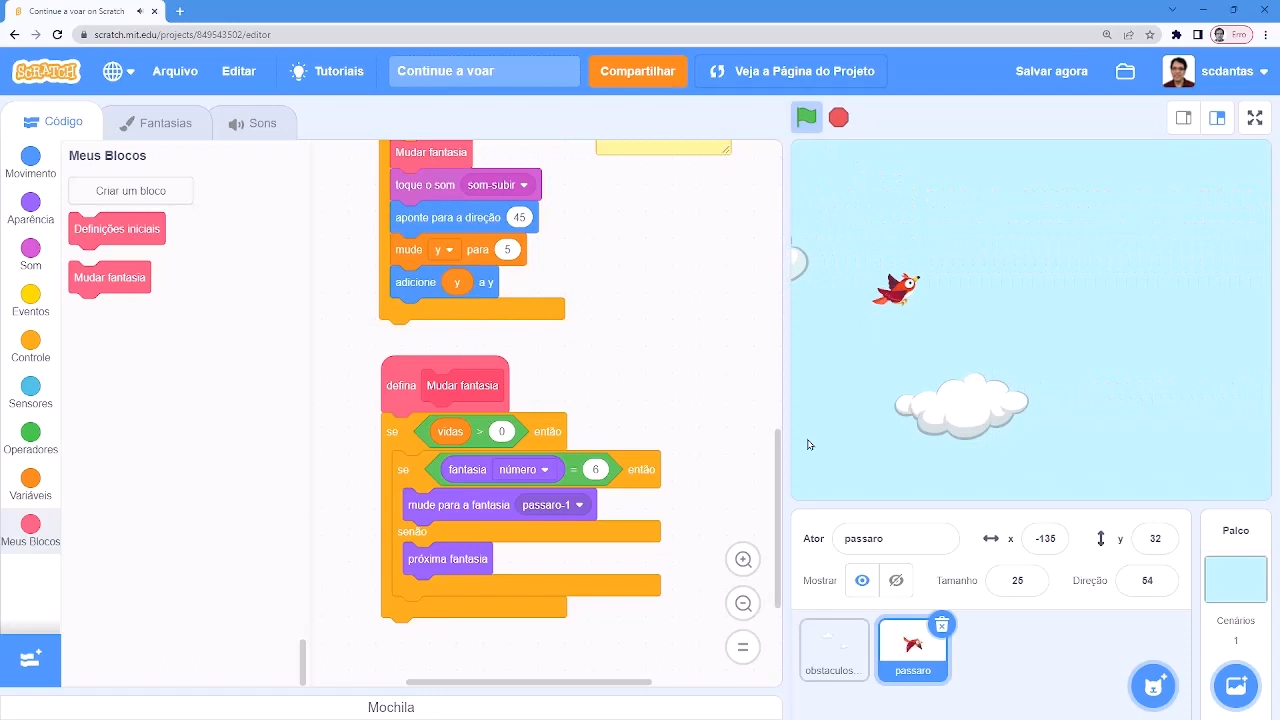 Continue a voar on Scratch
scratch.mit.edu/projects/849543502/editor
Erro
SCRATCH
Arquivo
Editar
Tutoriais
Continue a voar
Compartilhar
Veja a Página do Projeto
Salvar agora
scdantas
Código
Fantasias
Sons
Movimento
Aparência
Som
Eventos
Controle
Sensores
Operadores
Variáveis
Meus Blocos
Meus Blocos
Criar um bloco
Definições iniciais
Mudar fantasia
Mudar fantasia
toque o som som-subir
aponte para a direção 45
mude y para 5
adicione y a y
defina Mudar fantasia
se vidas > 0 então
se fantasia número = 6 então
mude para a fantasia passaro-1
senão
próxima fantasia
Mochila
Ator passaro x -135 y 32
Mostrar Tamanho 25 Direção 54
obstaculos...
passaro
Palco
Cenários
1